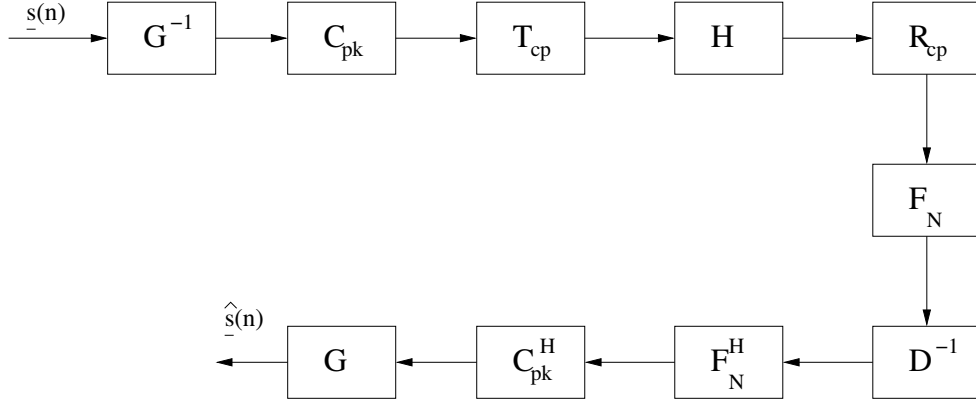 s(n)
G⁻¹
C_pk
T_cp
H
R_cp
F_N
D⁻¹
F_N^H
C_pk^H
G
ŝ(n)